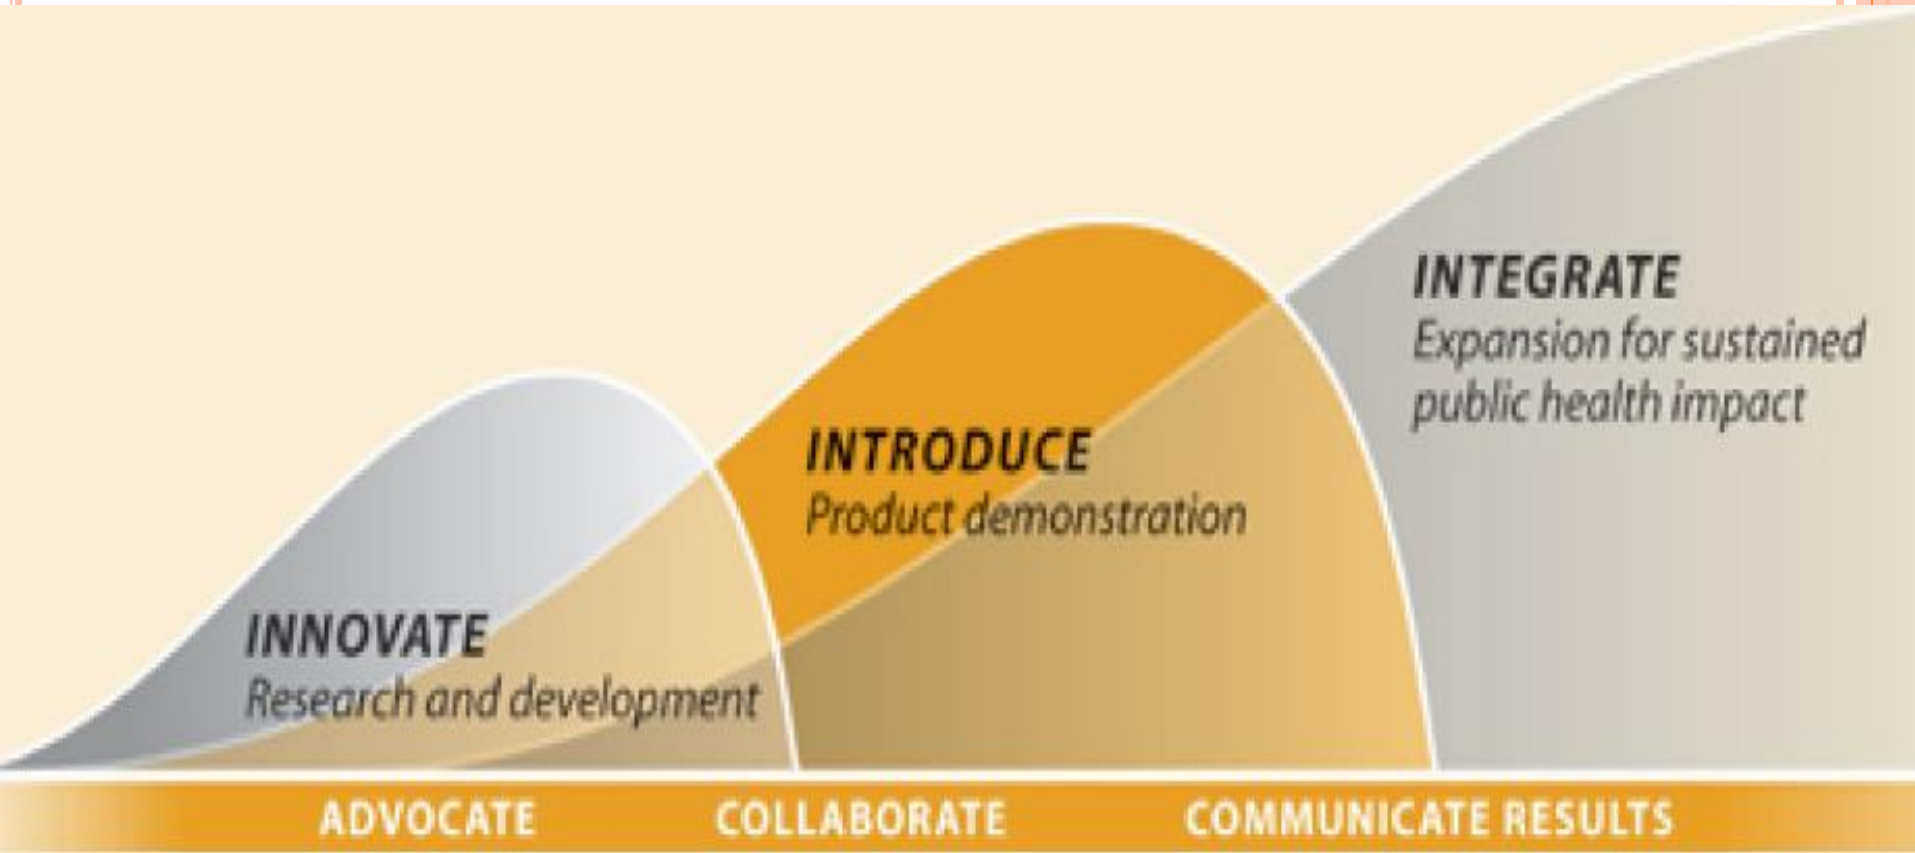 INNOVATE
Research and development
INTRODUCE
Product demonstration
INTEGRATE
Expansion for sustained
public health impact
ADVOCATE COLLABORATE COMMUNICATE RESULTS